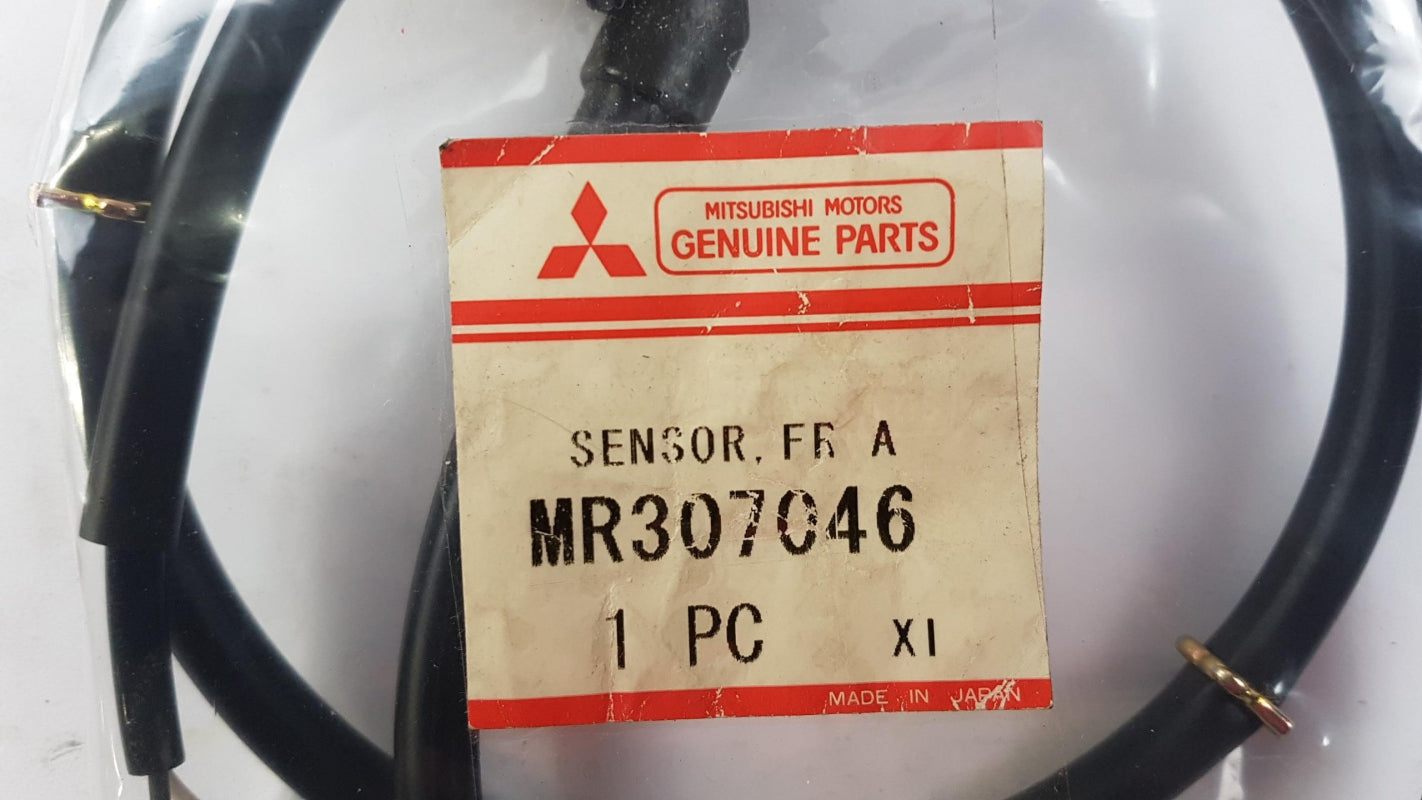 MITSUBISHI MOTORS
GENUINE PARTS
SENSOR, FR A
MR307046
1 PC XI
MADE IN JAPAN